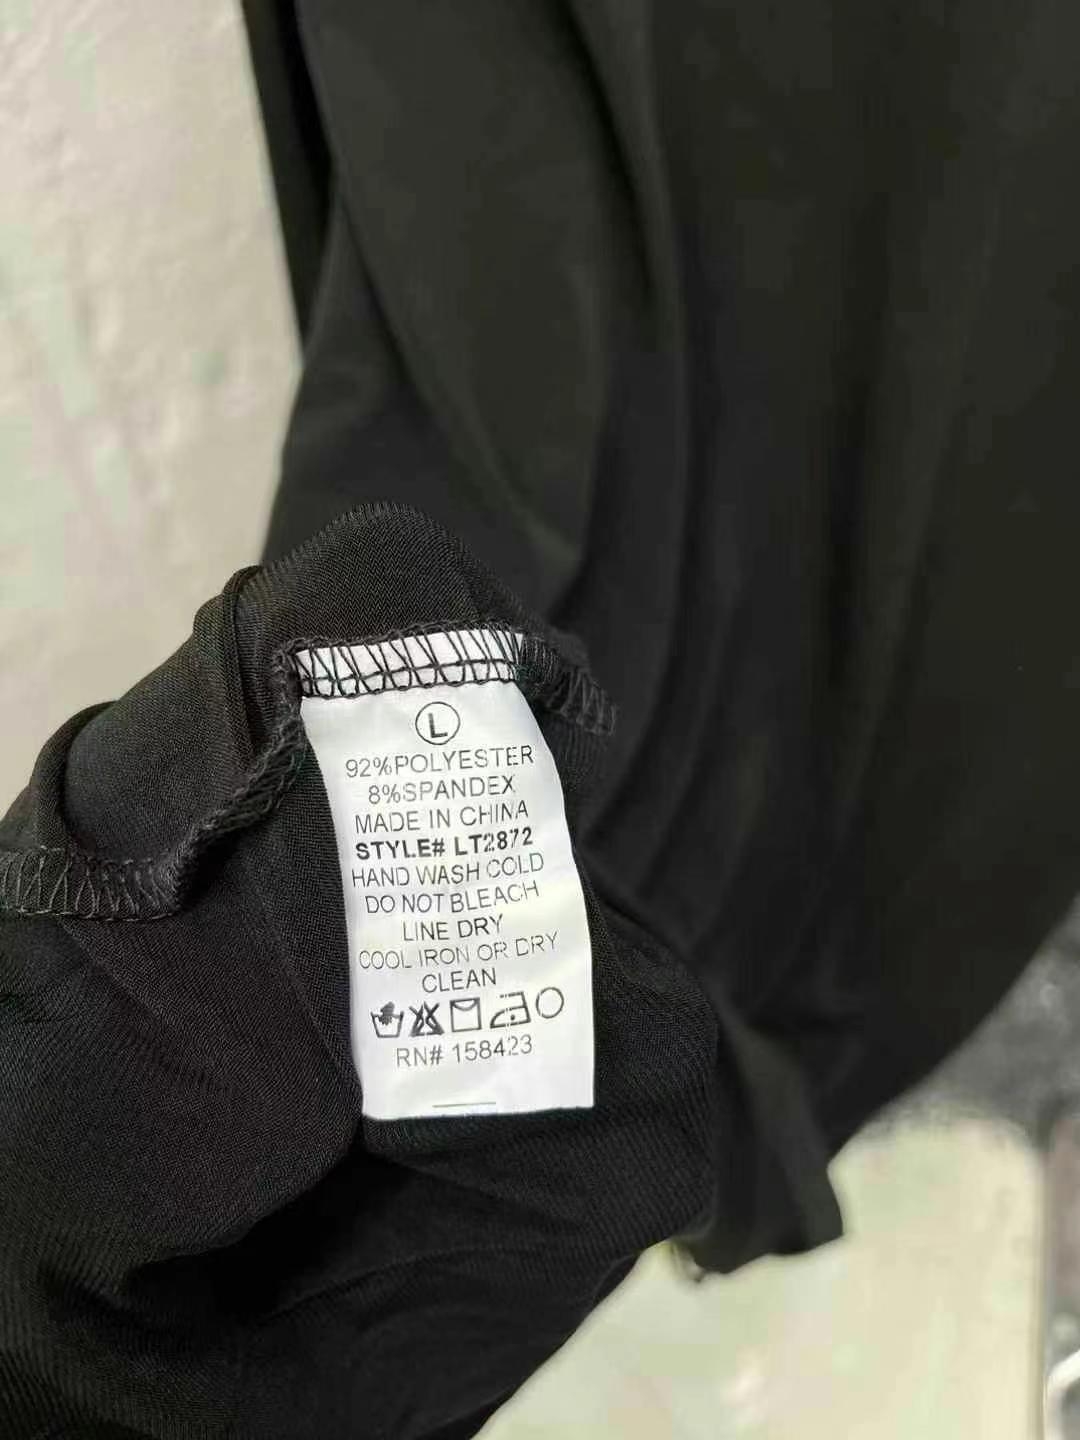 L
92%POLYESTER
8%SPANDEX
MADE IN CHINA
STYLE# LT2872
HAND WASH COLD
DO NOT BLEACH
LINE DRY
COOL IRON OR DRY
CLEAN
RN# 158423